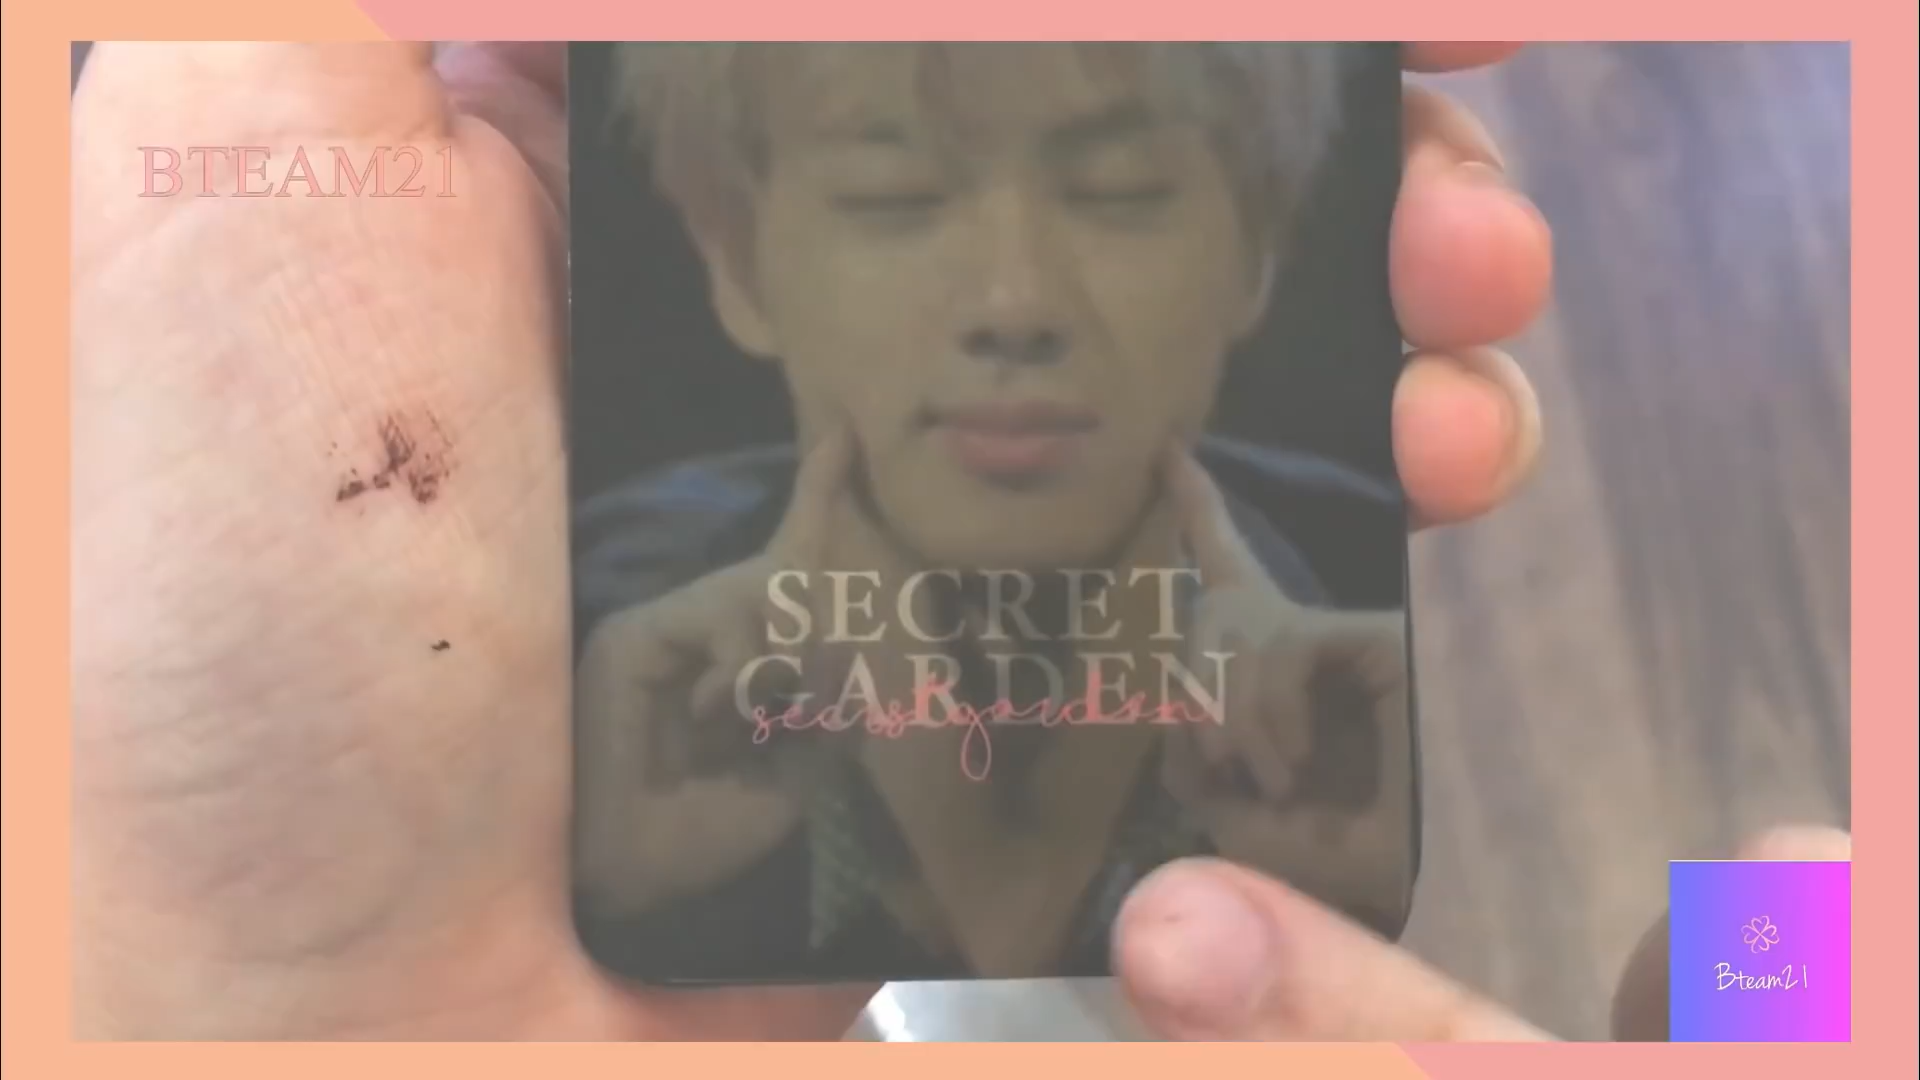 BTEAM21
SECRET
GARDEN
secret garden
Bteam21